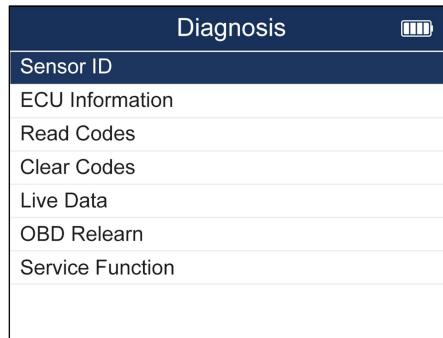 Diagnosis
Sensor ID
ECU Information
Read Codes
Clear Codes
Live Data
OBD Relearn
Service Function